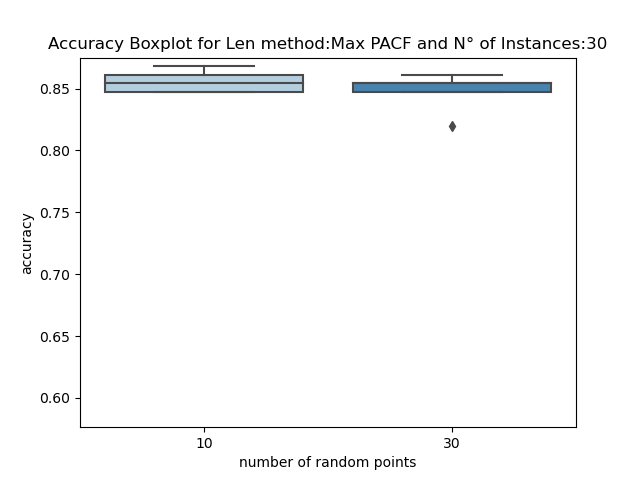 Accuracy Boxplot for Len method:Max PACF and N° of Instances:30
0.85
0.80
0.75
0.70
0.65
0.60
accuracy
10 30
number of random points